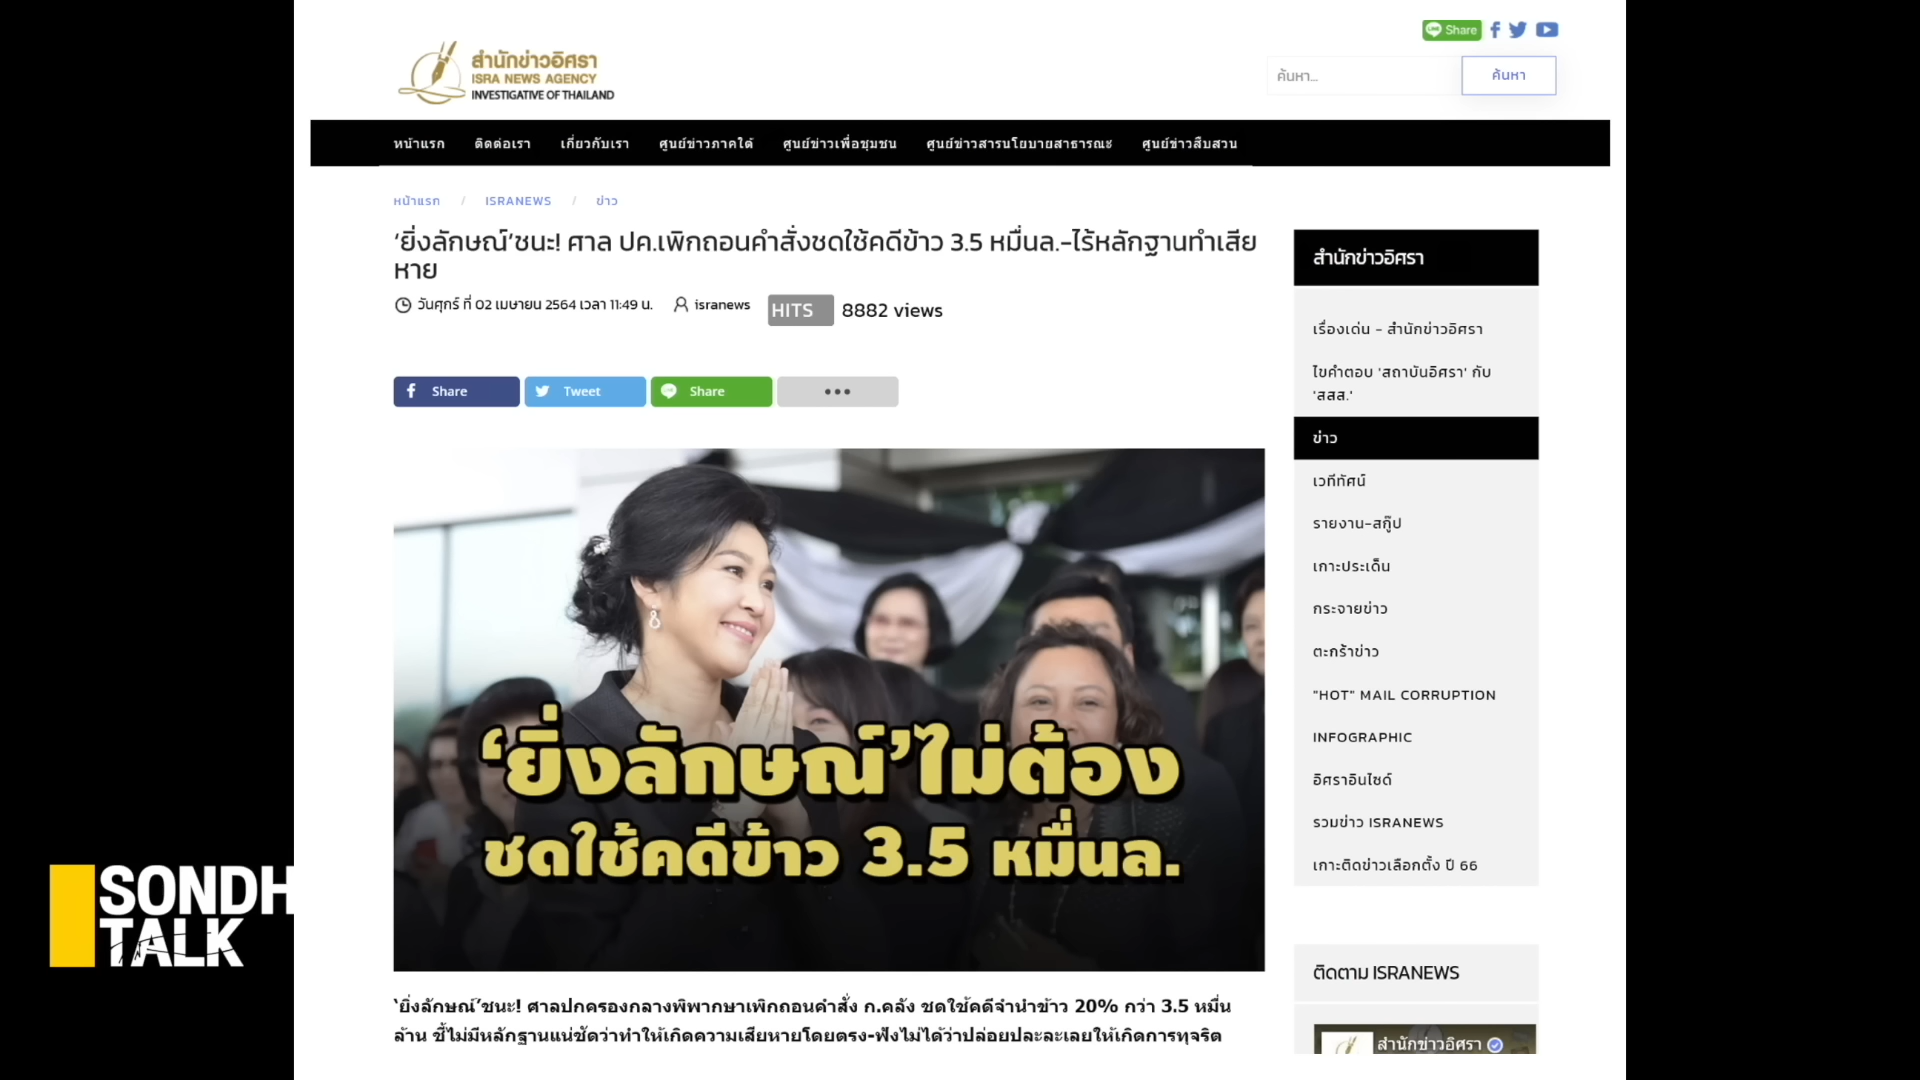 Share
สำนักข่าวอิศรา
ISRA NEWS AGENCY
INVESTIGATIVE OF THAILAND
ค้นหา...
ค้นหา
หน้าแรก ติดต่อเรา เกี่ยวกับเรา ศูนย์ข่าวภาคใต้ ศูนย์ข่าวเพื่อชุมชน ศูนย์ข่าวสารนโยบายสาธารณะ ศูนย์ข่าวสืบสวน
หน้าแรก / ISRANEWS / ข่าว
‘ยิ่งลักษณ์’ชนะ! ศาล ปค.เพิกถอนคำสั่งชดใช้คดีข้าว 3.5 หมื่นล.-ไร้หลักฐานทำเสีย
หาย
วันศุกร์ ที่ 02 เมษายน 2564 เวลา 11:49 น. isranews HITS 8882 views
Share Tweet Share
‘ยิ่งลักษณ์’ไม่ต้อง
ชดใช้คดีข้าว 3.5 หมื่นล.
‘ยิ่งลักษณ์’ชนะ! ศาลปกครองกลางพิพากษาเพิกถอนคำสั่ง ก.คลัง ชดใช้คดีจำนำข้าว 20% กว่า 3.5 หมื่น
ล้าน ชี้ไม่มีหลักฐานแน่ชัดว่าทำให้เกิดความเสียหายโดยตรง-ฟังไม่ได้ว่าปล่อยปละละเลยให้เกิดการทุจริต
สำนักข่าวอิศรา
เรื่องเด่น - สำนักข่าวอิศรา
ไขคำตอบ 'สถาบันอิศรา' กับ
'สสส.'
ข่าว
เวทีทัศน์
รายงาน-สกู๊ป
เกาะประเด็น
กระจายข่าว
ตะกร้าข่าว
"HOT" MAIL CORRUPTION
INFOGRAPHIC
อิศราอินไซด์
รวมข่าว ISRANEWS
เกาะติดข่าวเลือกตั้ง ปี 66
ติดตาม ISRANEWS
สำนักข่าวอิศรา
SONDH
TALK